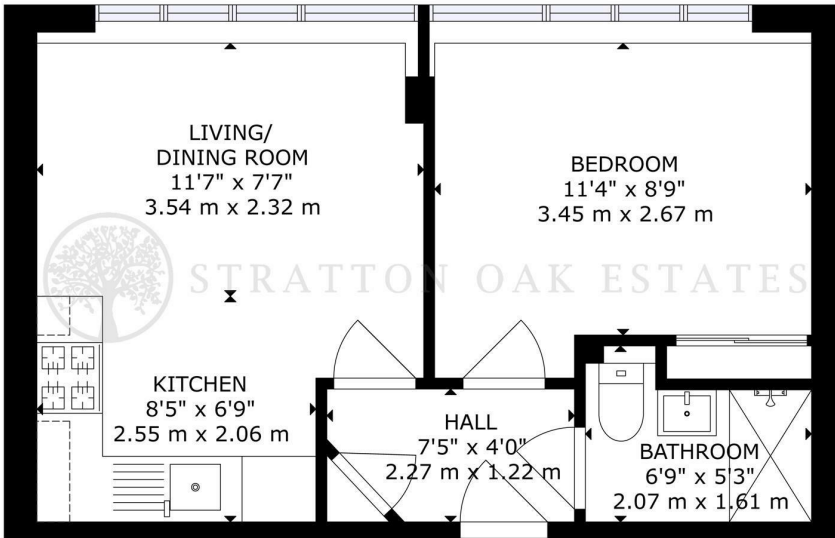 LIVING/
DINING ROOM
11'7" x 7'7"
3.54 m x 2.32 m
BEDROOM
11'4" x 8'9"
3.45 m x 2.67 m
STRATTON OAK ESTATES
KITCHEN
8'5" x 6'9"
2.55 m x 2.06 m
HALL
7'5" x 4'0"
2.27 m x 1.22 m
BATHROOM
6'9" x 5'3"
2.07 m x 1.61 m